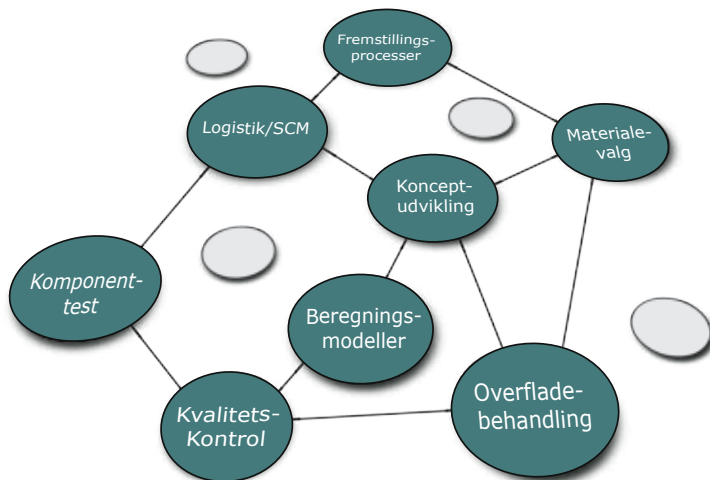 Fremstillings-
processer
Logistik/SCM
Materiale-
valg
Koncept-
udvikling
Komponent-
test
Beregnings-
modeller
Overflade-
behandling
Kvalitets-
Kontrol